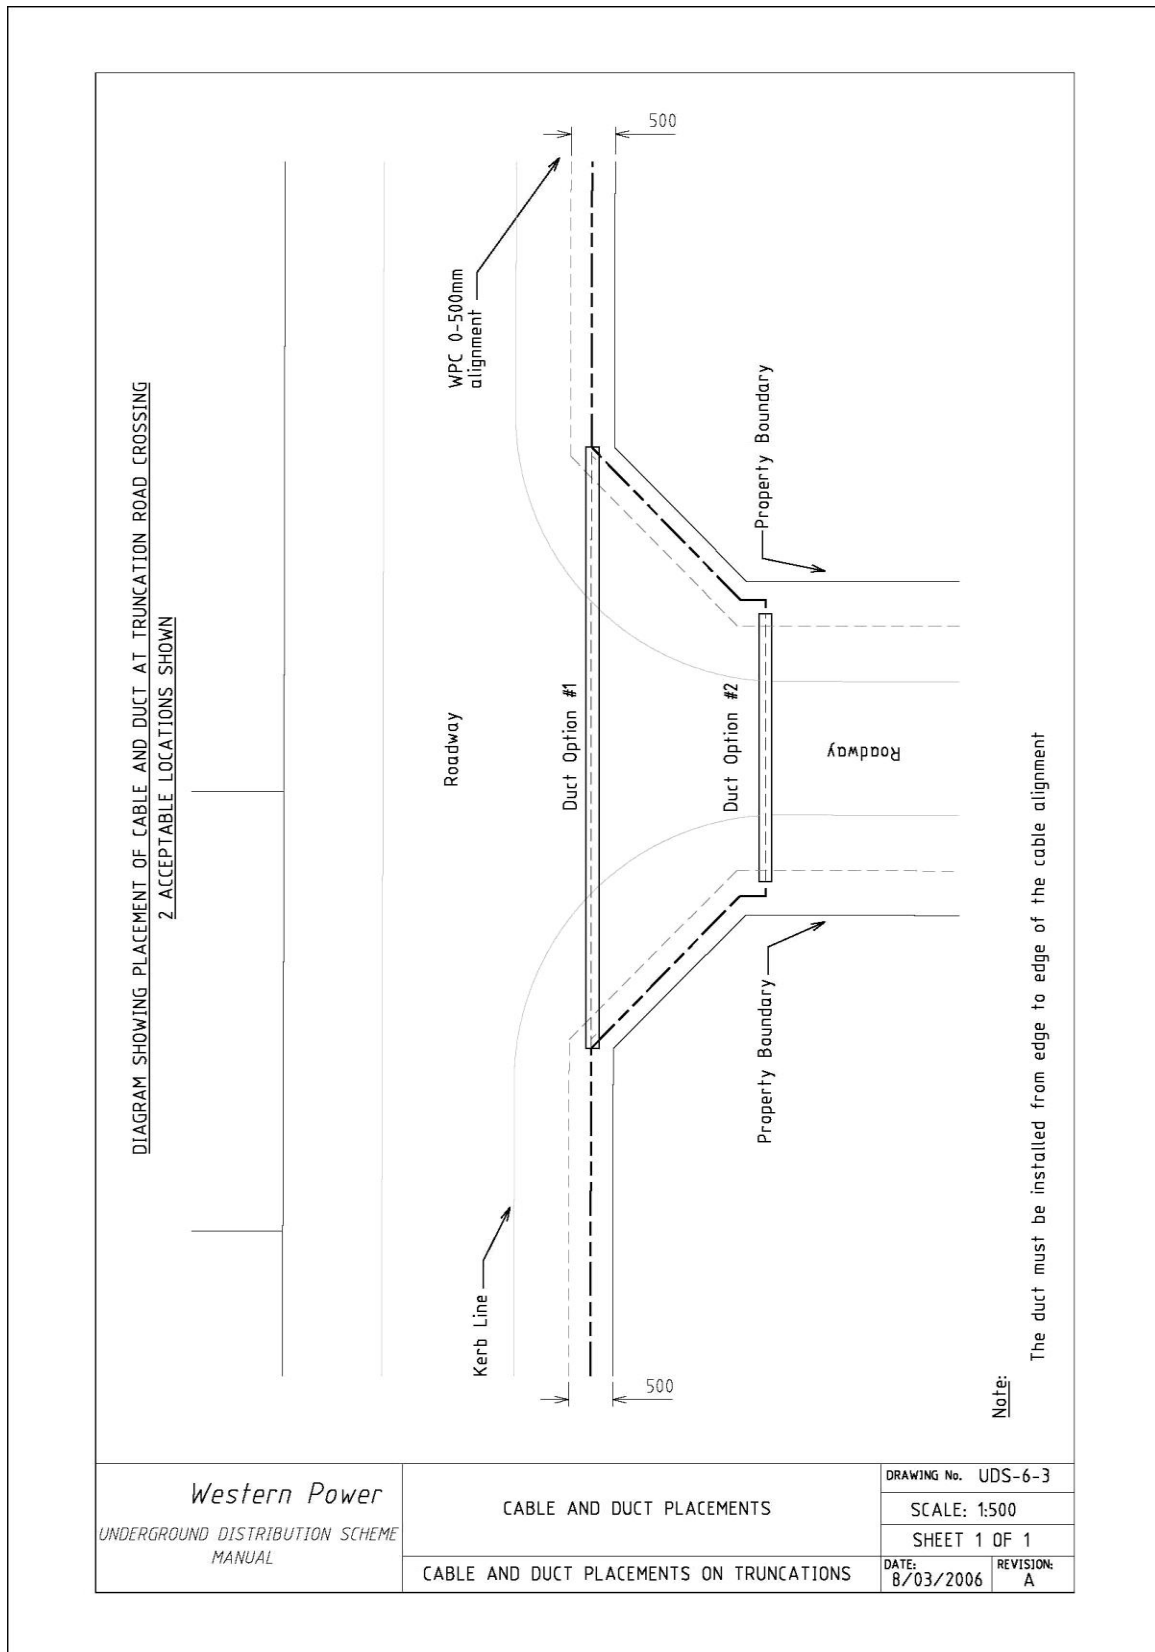 DIAGRAM SHOWING PLACEMENT OF CABLE AND DUCT AT TRUNCATION ROAD CROSSING
2 ACCEPTABLE LOCATIONS SHOWN
500
WPC 0-500mm
alignment
Roadway
Kerb Line
Duct Option #1
Duct Option #2
Property Boundary
Roadway
Property Boundary
500
Note:
The duct must be installed from edge to edge of the cable alignment
Western Power
UNDERGROUND DISTRIBUTION SCHEME
MANUAL
CABLE AND DUCT PLACEMENTS
CABLE AND DUCT PLACEMENTS ON TRUNCATIONS
DRAWING No. UDS-6-3
SCALE: 1:500
SHEET 1 OF 1
DATE:
8/03/2006
REVISION:
A